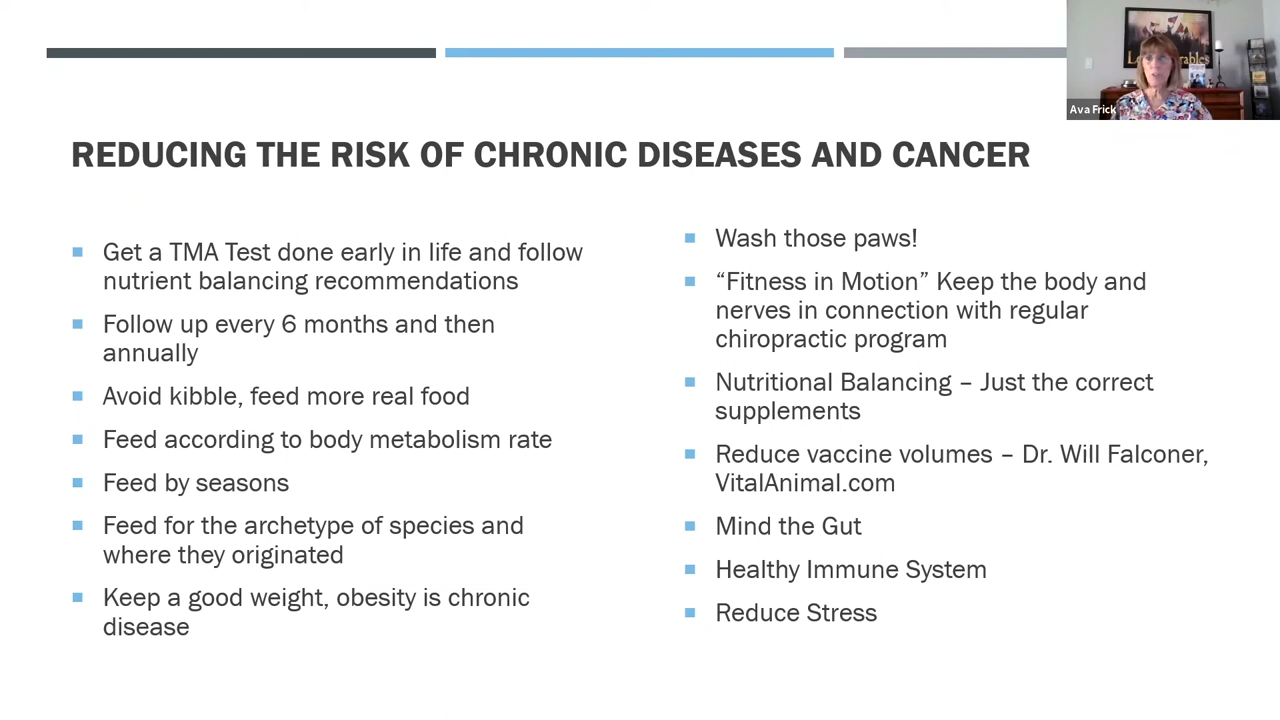 REDUCING THE RISK OF CHRONIC DISEASES AND CANCER
Get a TMA Test done early in life and follow
nutrient balancing recommendations
Follow up every 6 months and then
annually
Avoid kibble, feed more real food
Feed according to body metabolism rate
Feed by seasons
Feed for the archetype of species and
where they originated
Keep a good weight, obesity is chronic
disease
Wash those paws!
“Fitness in Motion” Keep the body and
nerves in connection with regular
chiropractic program
Nutritional Balancing – Just the correct
supplements
Reduce vaccine volumes – Dr. Will Falconer,
VitalAnimal.com
Mind the Gut
Healthy Immune System
Reduce Stress
Ava Frick